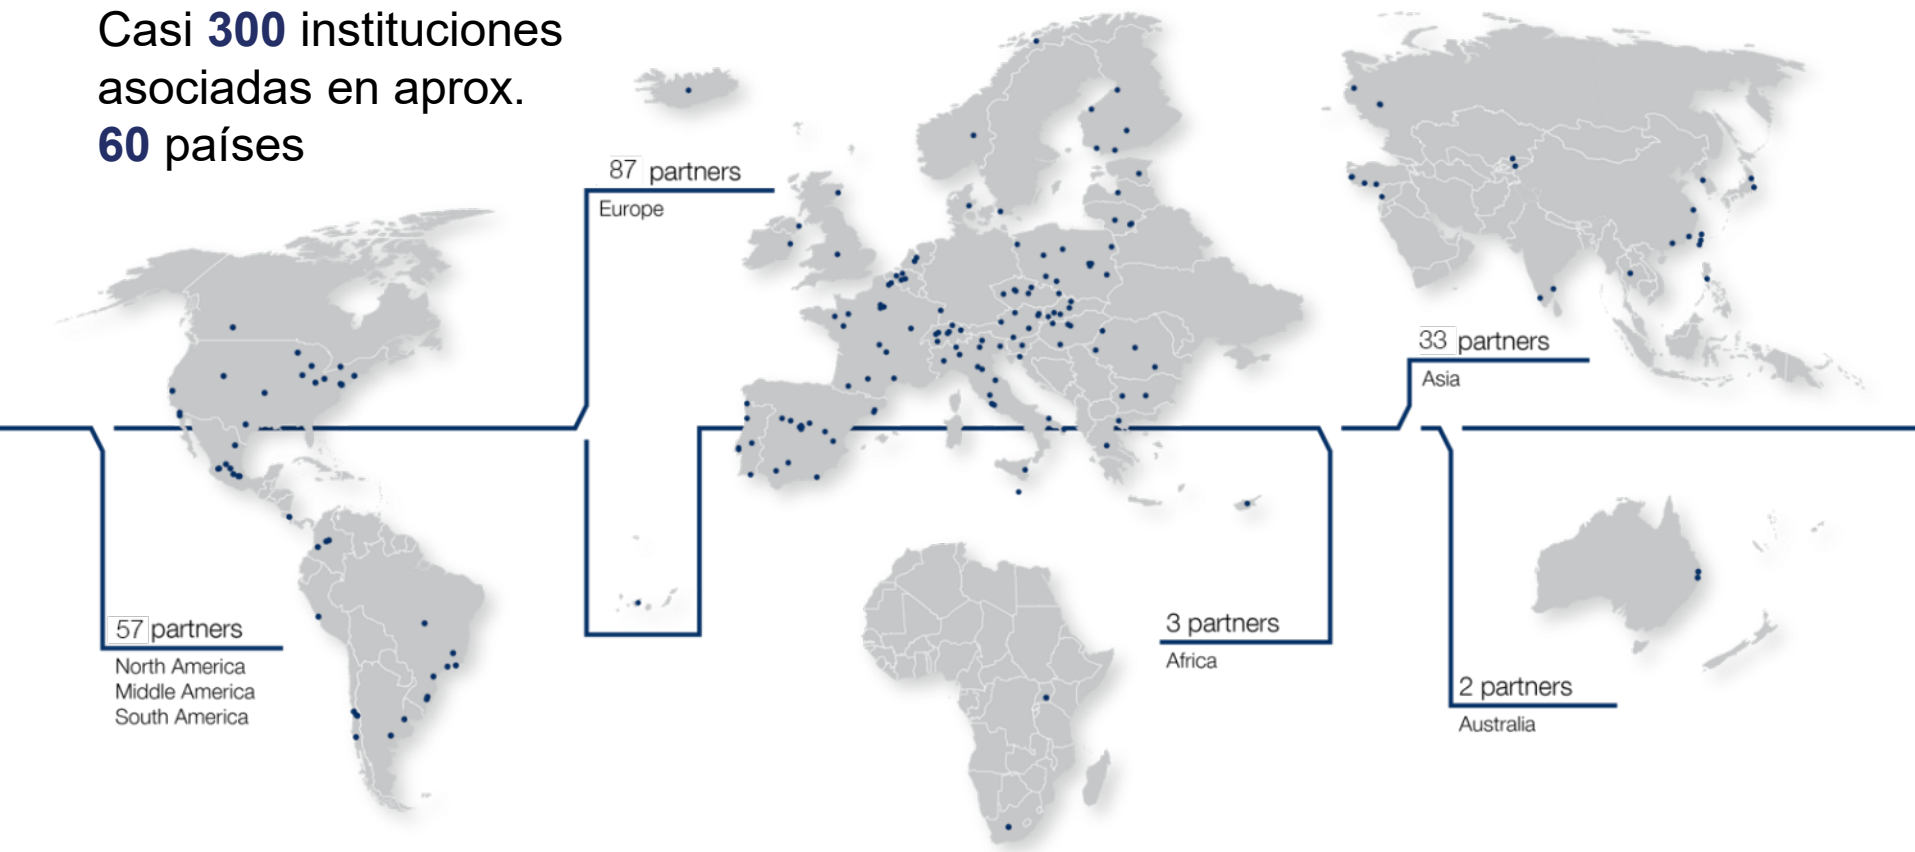 Casi 300 instituciones
asociadas en aprox.
60 países
87 partners
Europe
33 partners
Asia
57 partners
North America
Middle America
South America
3 partners
Africa
2 partners
Australia